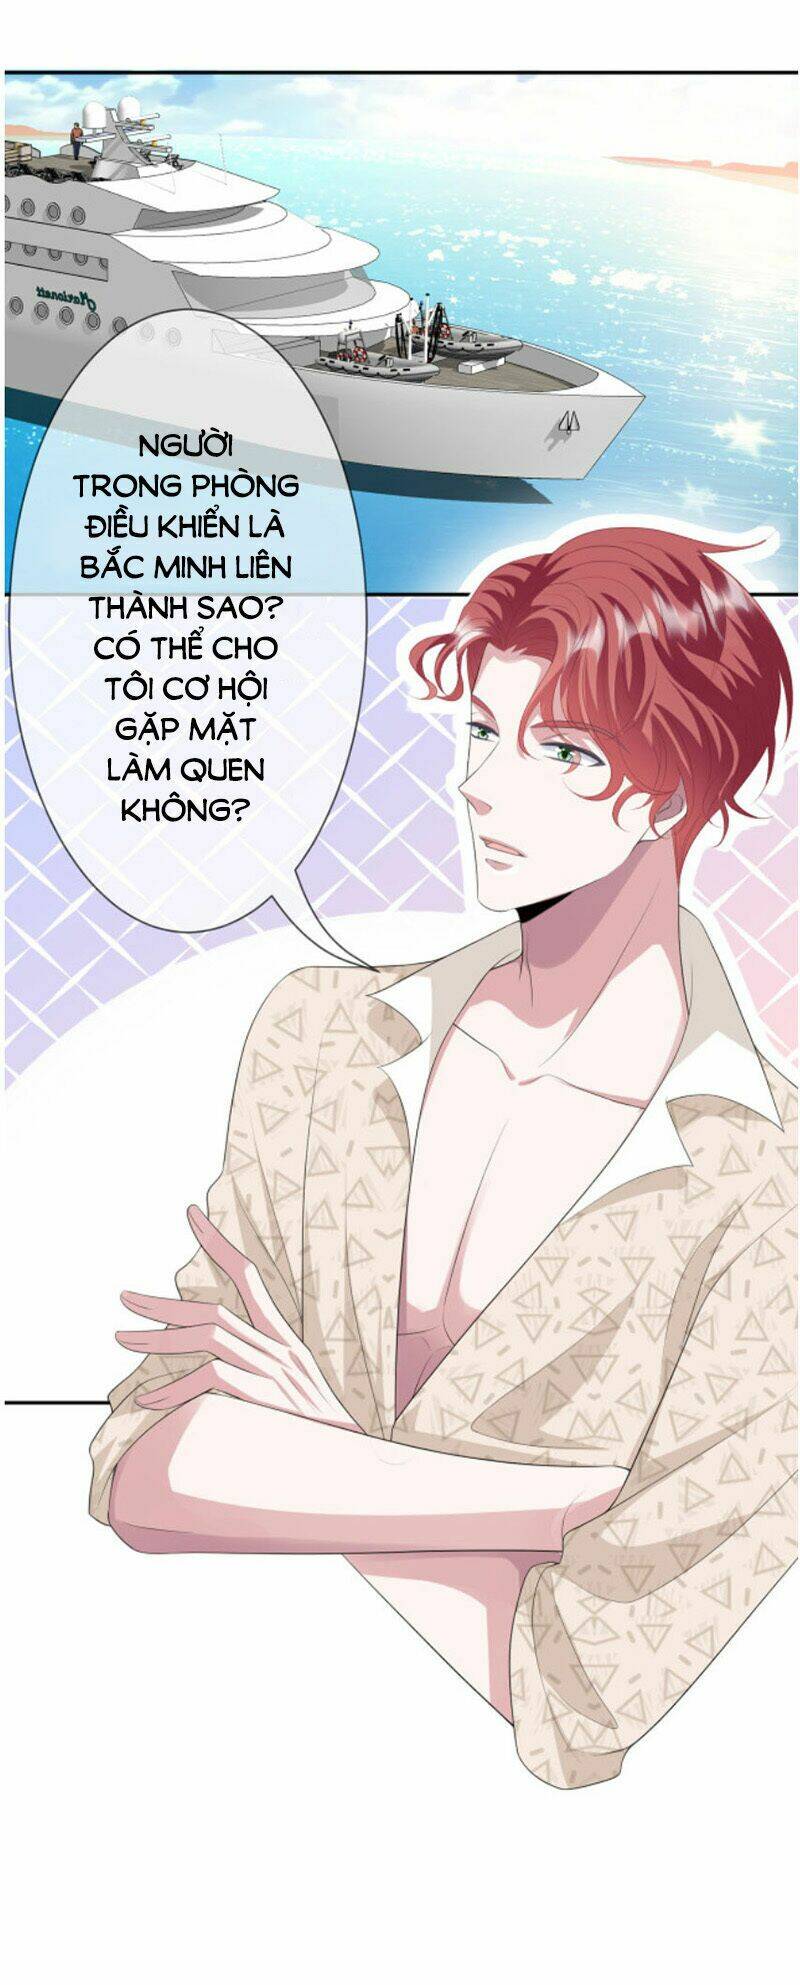 Marionett
NGƯỜI
TRONG PHÒNG
ĐIỀU KHIỂN LÀ
BẮC MINH LIÊN
THÀNH SAO?
CÓ THỂ CHO
TÔI CƠ HỘI
GẶP MẶT
LÀM QUEN
KHÔNG?